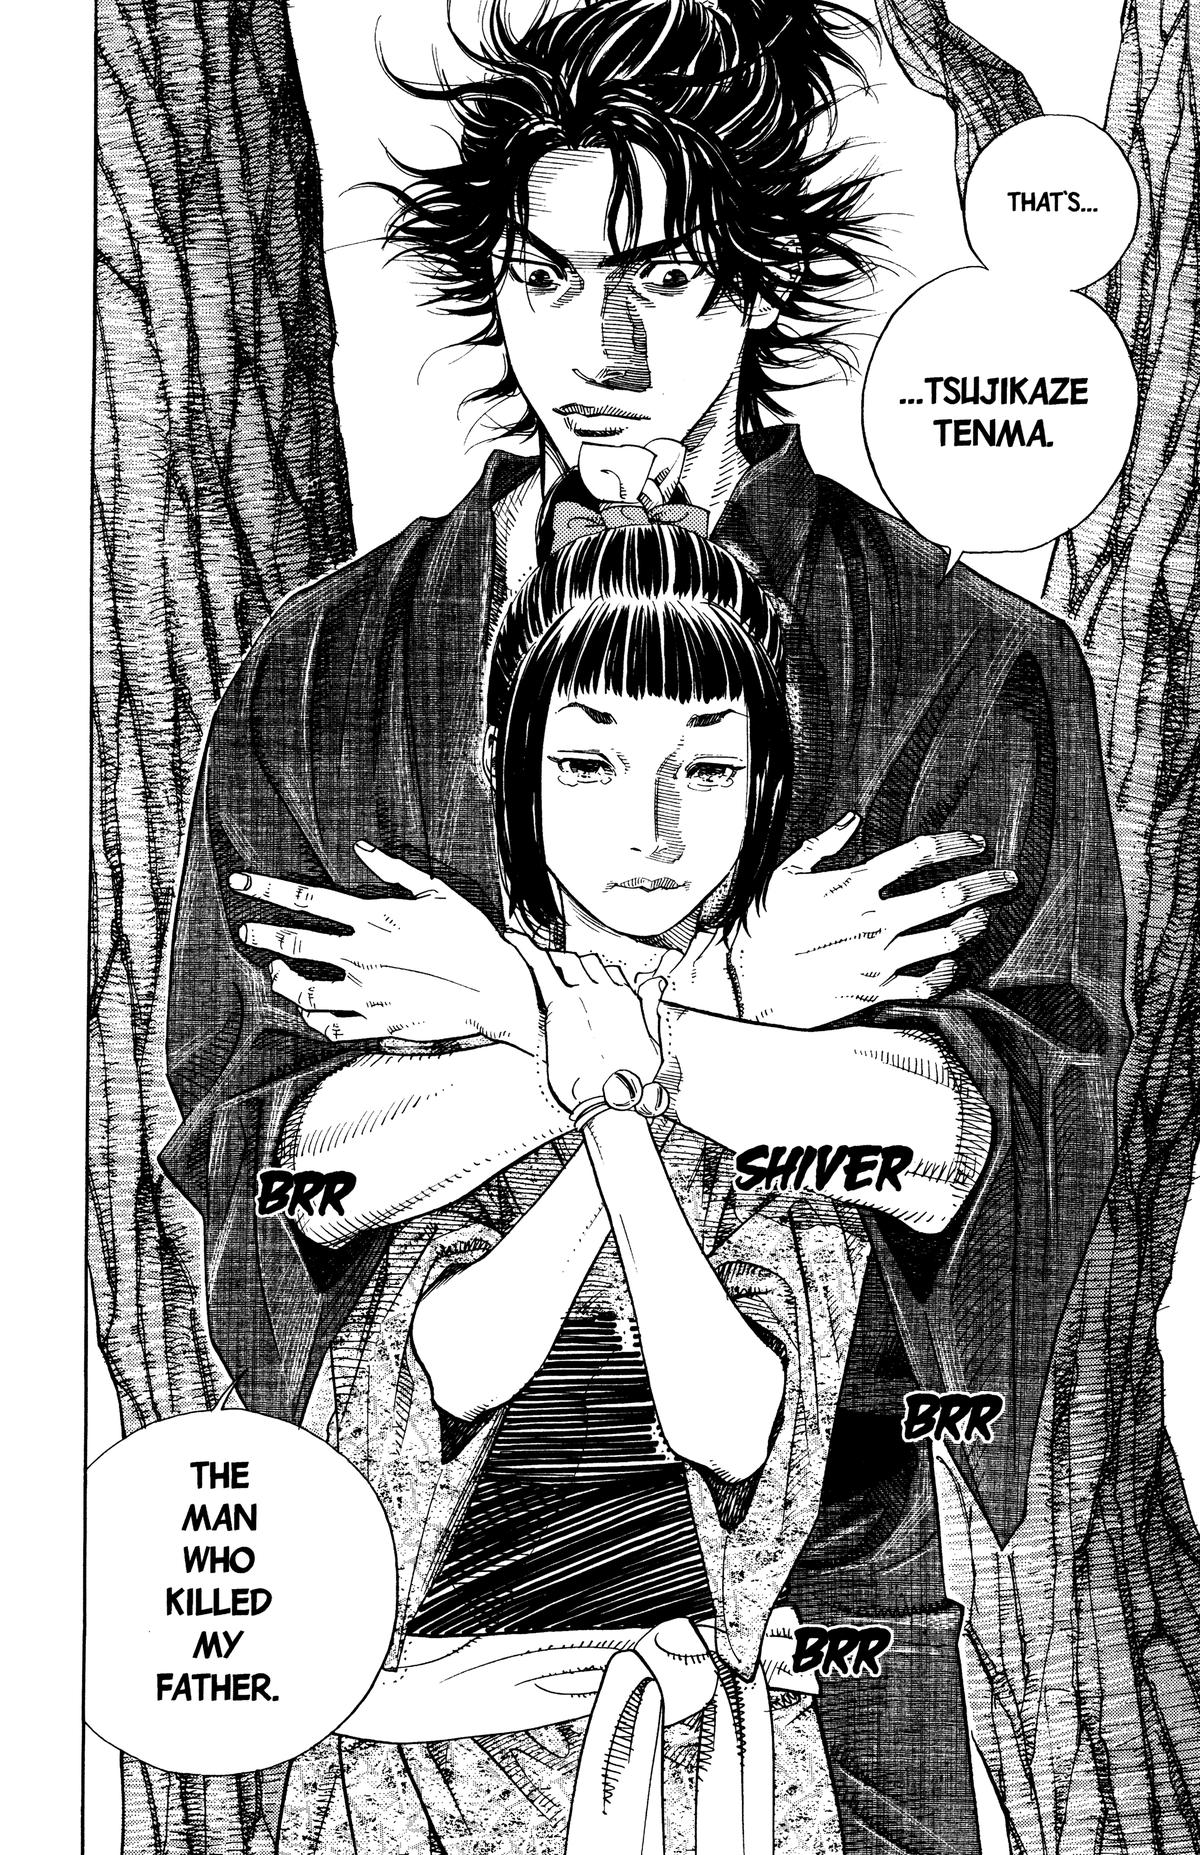 THAT'S...
...TSUJIKAZE
TENMA.
SHIVER
BRR
BRR
BRR
THE
MAN
WHO
KILLED
MY
FATHER.